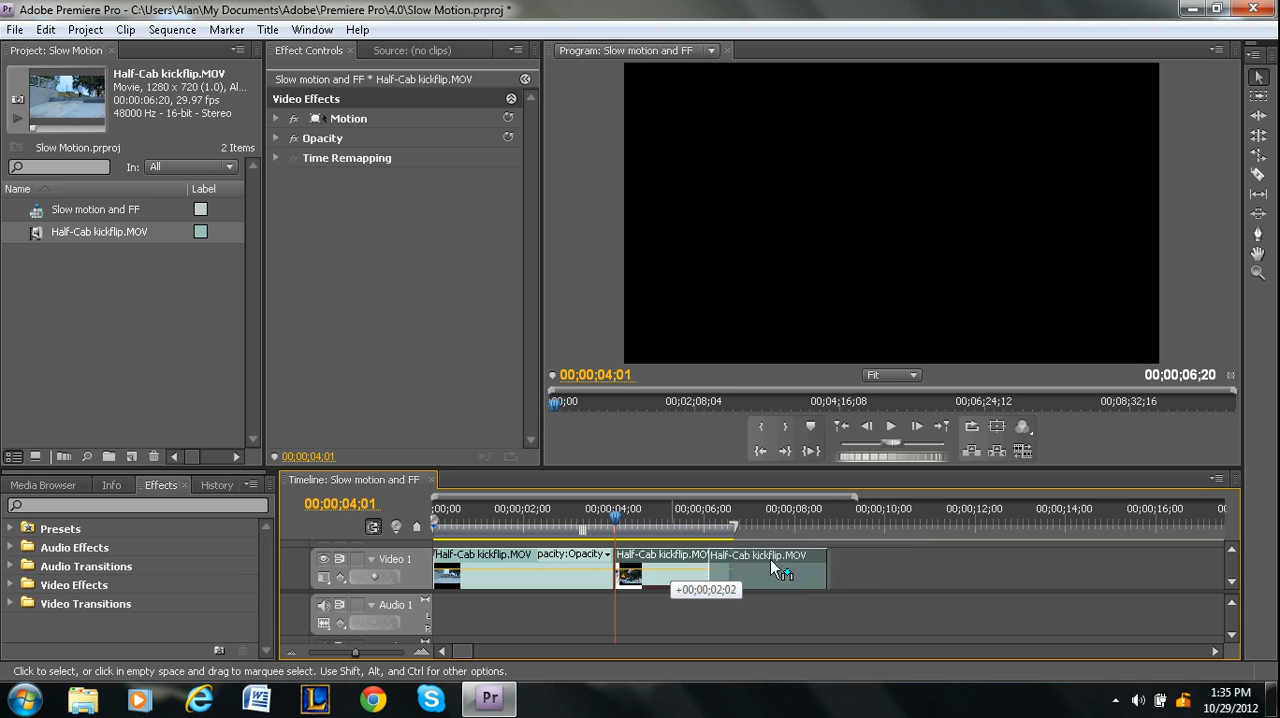 Adobe Premiere Pro - C:\Users\Alan\My Documents\Adobe\Premiere Pro\4.0\Slow Motion.prproj *
File Edit Project Clip Sequence Marker Title Window Help
Project: Slow Motion
Half-Cab kickflip.MOV
Movie, 1280 x 720 (1.0), Al...
00;00;06;20, 29.97 fps
48000 Hz - 16-bit - Stereo
Slow Motion.prproj 2 Items
In: All
Name Label
Slow motion and FF
Half-Cab kickflip.MOV
Effect Controls Source: (no clips)
Slow motion and FF * Half-Cab kickflip.MOV
Video Effects
fx Motion
fx Opacity
fx Time Remapping
00;00;04;01
Program: Slow motion and FF
00;00;04;01 Fit 00;00;06;20
;00;00 00;02;08;04 00;04;16;08 00;06;24;12 00;08;32;16
Media Browser Info Effects History
Presets
Audio Effects
Audio Transitions
Video Effects
Video Transitions
Timeline: Slow motion and FF
00;00;04;01
;00;00 00;00;02;00 00;00;04;00 00;00;06;00 00;00;08;00 00;00;10;00 00;00;12;00 00;00;14;00 00
Video 1
Half-Cab kickflip.MOV pacity:Opacity Half-Cab kickflip.MOV Half-Cab kickflip.MOV
+00;00;02;02
Audio 1
L
R
Click to select, or click in empty space and drag to marquee select. Use Shift, Alt, and Ctrl for other options.
Pr
1:35 PM
10/29/2012